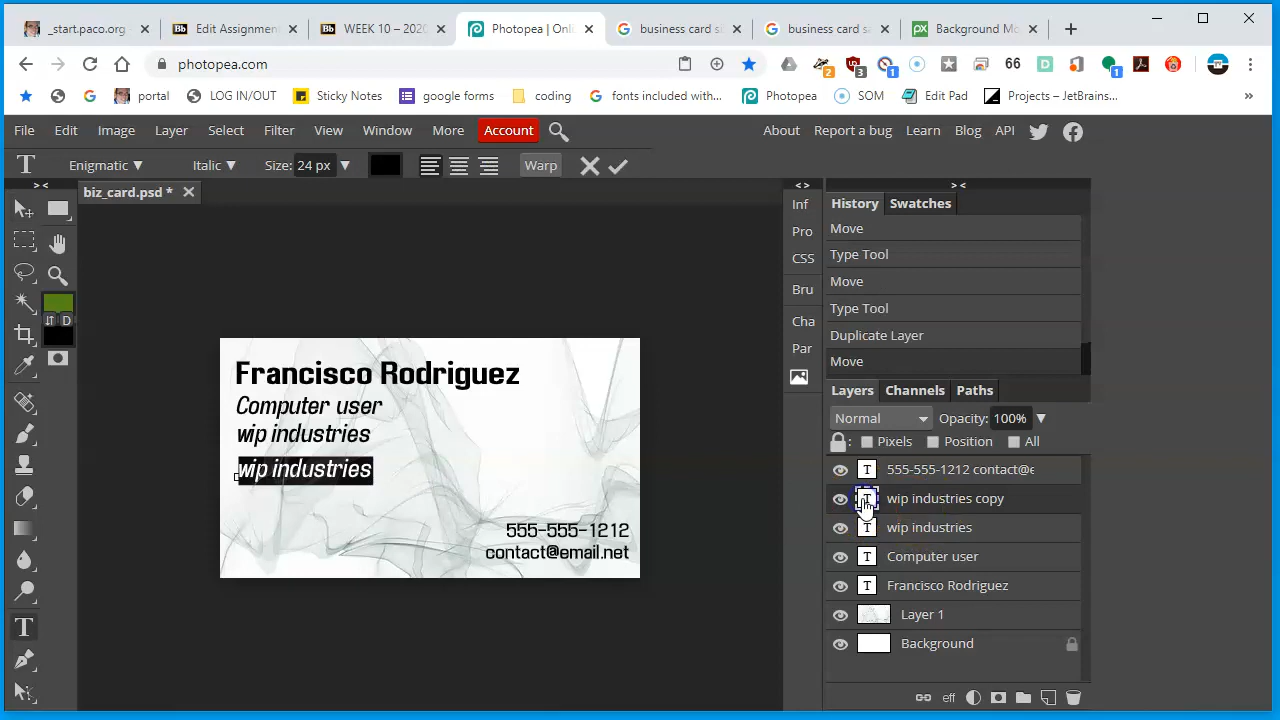 _start.paco.org
Edit Assignment
WEEK 10 – 2020
Photopea | Onli
business card si
business card sa
Background Mo
photopea.com
portal
LOG IN/OUT
Sticky Notes
google forms
coding
fonts included with...
Photopea
SOM
Edit Pad
Projects – JetBrains...
File Edit Image Layer Select Filter View Window More Account
About Report a bug Learn Blog API
Enigmatic Italic Size: 24 px Warp
biz_card.psd *
Inf
Pro
CSS
Bru
Cha
Par
History Swatches
Move
Type Tool
Move
Type Tool
Duplicate Layer
Move
Layers Channels Paths
Normal Opacity: 100%
: Pixels Position All
555-555-1212 contact@e
wip industries copy
wip industries
Computer user
Francisco Rodriguez
Layer 1
Background
eff
Francisco Rodriguez
Computer user
wip industries
wip industries
555-555-1212
contact@email.net